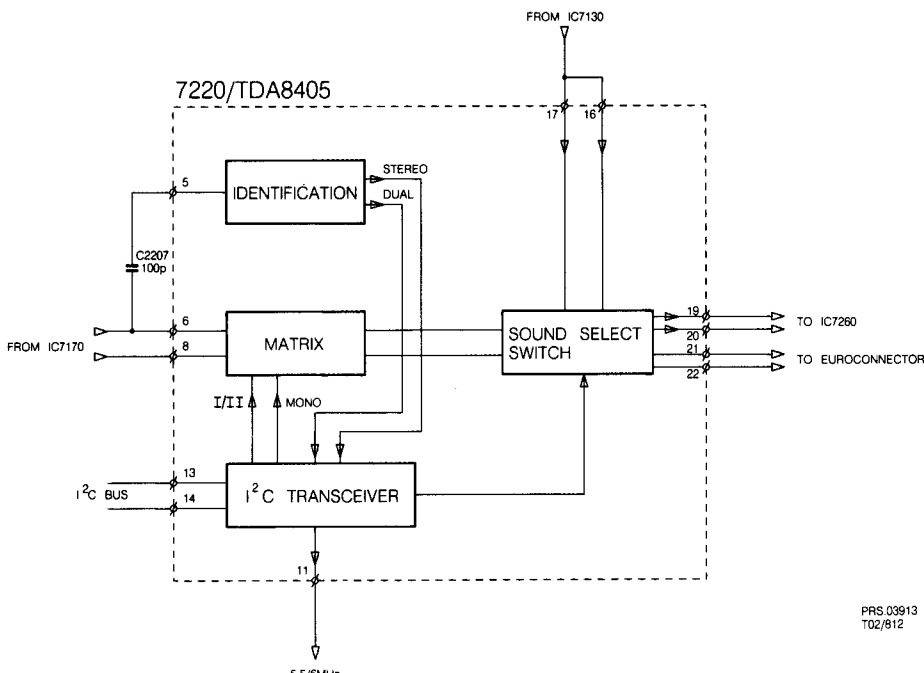 FROM IC7130
7220/TDA8405
17
16
5
IDENTIFICATION
STEREO
DUAL
C2207
100p
6
8
FROM IC7170
MATRIX
SOUND SELECT
SWITCH
19
20
21
22
TO IC7260
TO EUROCONNECTOR
I/II
MONO
13
14
I²C BUS
I²C TRANSCEIVER
11
PRS.03913
T02/812